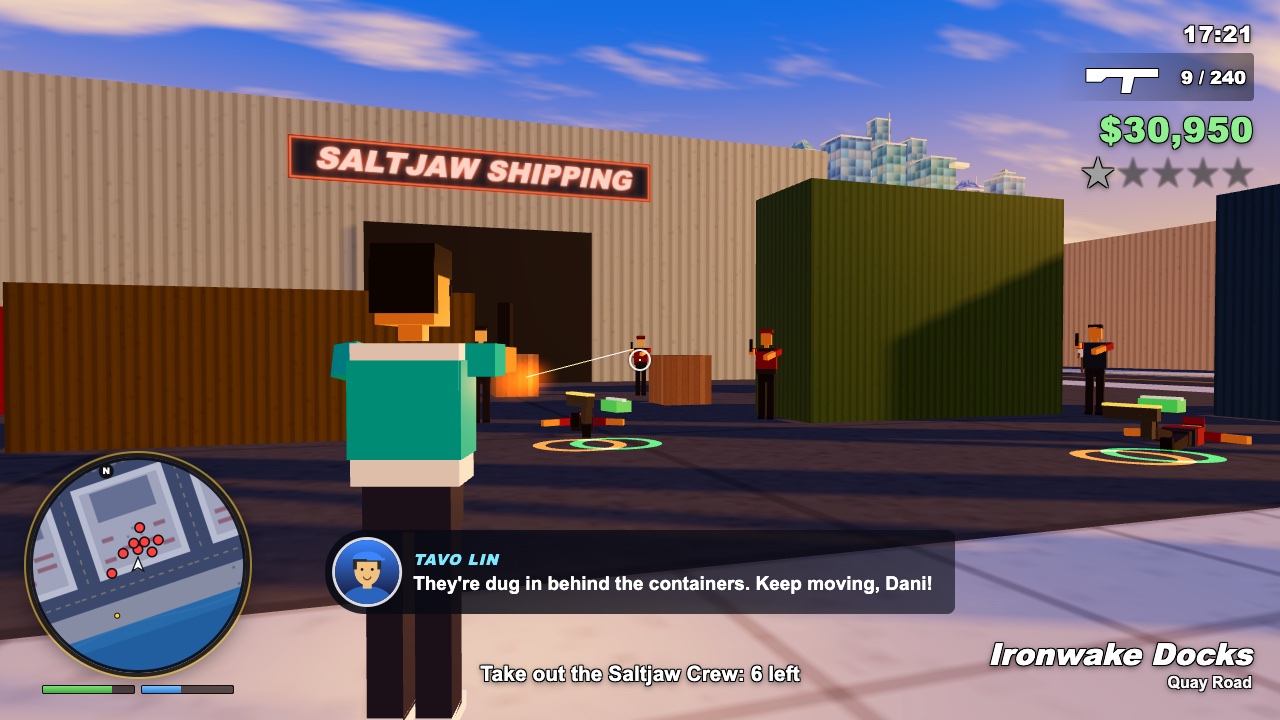 17:21
9 / 240
$30,950
SALTJAW SHIPPING
N
TAVO LIN
They're dug in behind the containers. Keep moving, Dani!
Take out the Saltjaw Crew: 6 left
Ironwake Docks
Quay Road